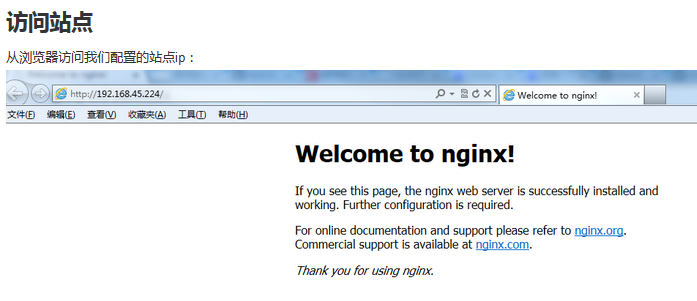 访问站点
从浏览器访问我们配置的站点ip：
http://192.168.45.224/
Welcome to nginx!
文件(F) 编辑(E) 查看(V) 收藏夹(A) 工具(T) 帮助(H)
Welcome to nginx!
If you see this page, the nginx web server is successfully installed and
working. Further configuration is required.
For online documentation and support please refer to nginx.org.
Commercial support is available at nginx.com.
Thank you for using nginx.